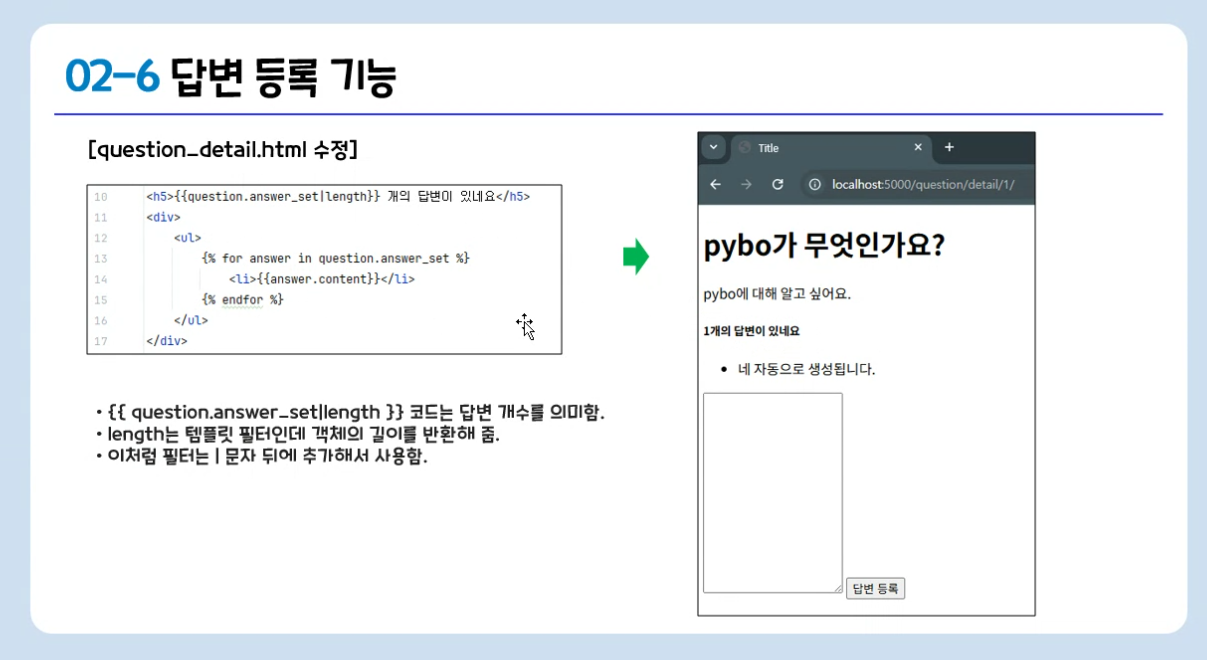 02-6 답변 등록 기능
[question_detail.html 수정]
10 <h5>{{question.answer_set|length}} 개의 답변이 있네요</h5>
11 <div>
12 <ul>
13 {% for answer in question.answer_set %}
14 <li>{{answer.content}}</li>
15 {% endfor %}
16 </ul>
17 </div>
• {{ question.answer_set|length }} 코드는 답변 개수를 의미함.
• length는 템플릿 필터인데 객체의 길이를 반환해 줌.
• 이처럼 필터는 | 문자 뒤에 추가해서 사용함.
Title
localhost:5000/question/detail/1/
pybo가 무엇인가요?
pybo에 대해 알고 싶어요.
1개의 답변이 있네요
• 네 자동으로 생성됩니다.
답변 등록